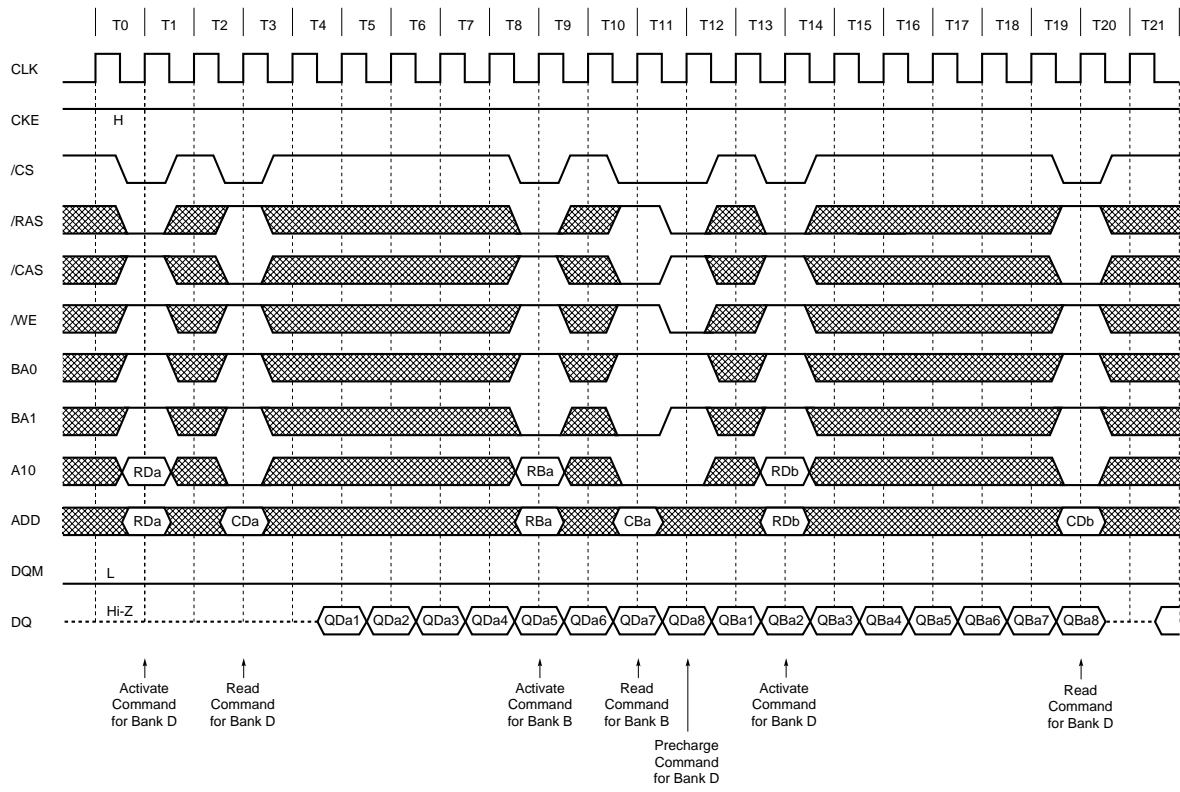 T0 T1 T2 T3 T4 T5 T6 T7 T8 T9 T10 T11 T12 T13 T14 T15 T16 T17 T18 T19 T20 T21
CLK
CKE H
/CS
/RAS
/CAS
/WE
BA0
BA1
A10 RDa RBa RDb
ADD RDa CDa RBa CBa RDb CDb
DQM L
DQ Hi-Z QDa1 QDa2 QDa3 QDa4 QDa5 QDa6 QDa7 QDa8 QBa1 QBa2 QBa3 QBa4 QBa5 QBa6 QBa7 QBa8
Activate
Command
for Bank D
Read
Command
for Bank D
Activate
Command
for Bank B
Read
Command
for Bank B
Precharge
Command
for Bank D
Activate
Command
for Bank D
Read
Command
for Bank D